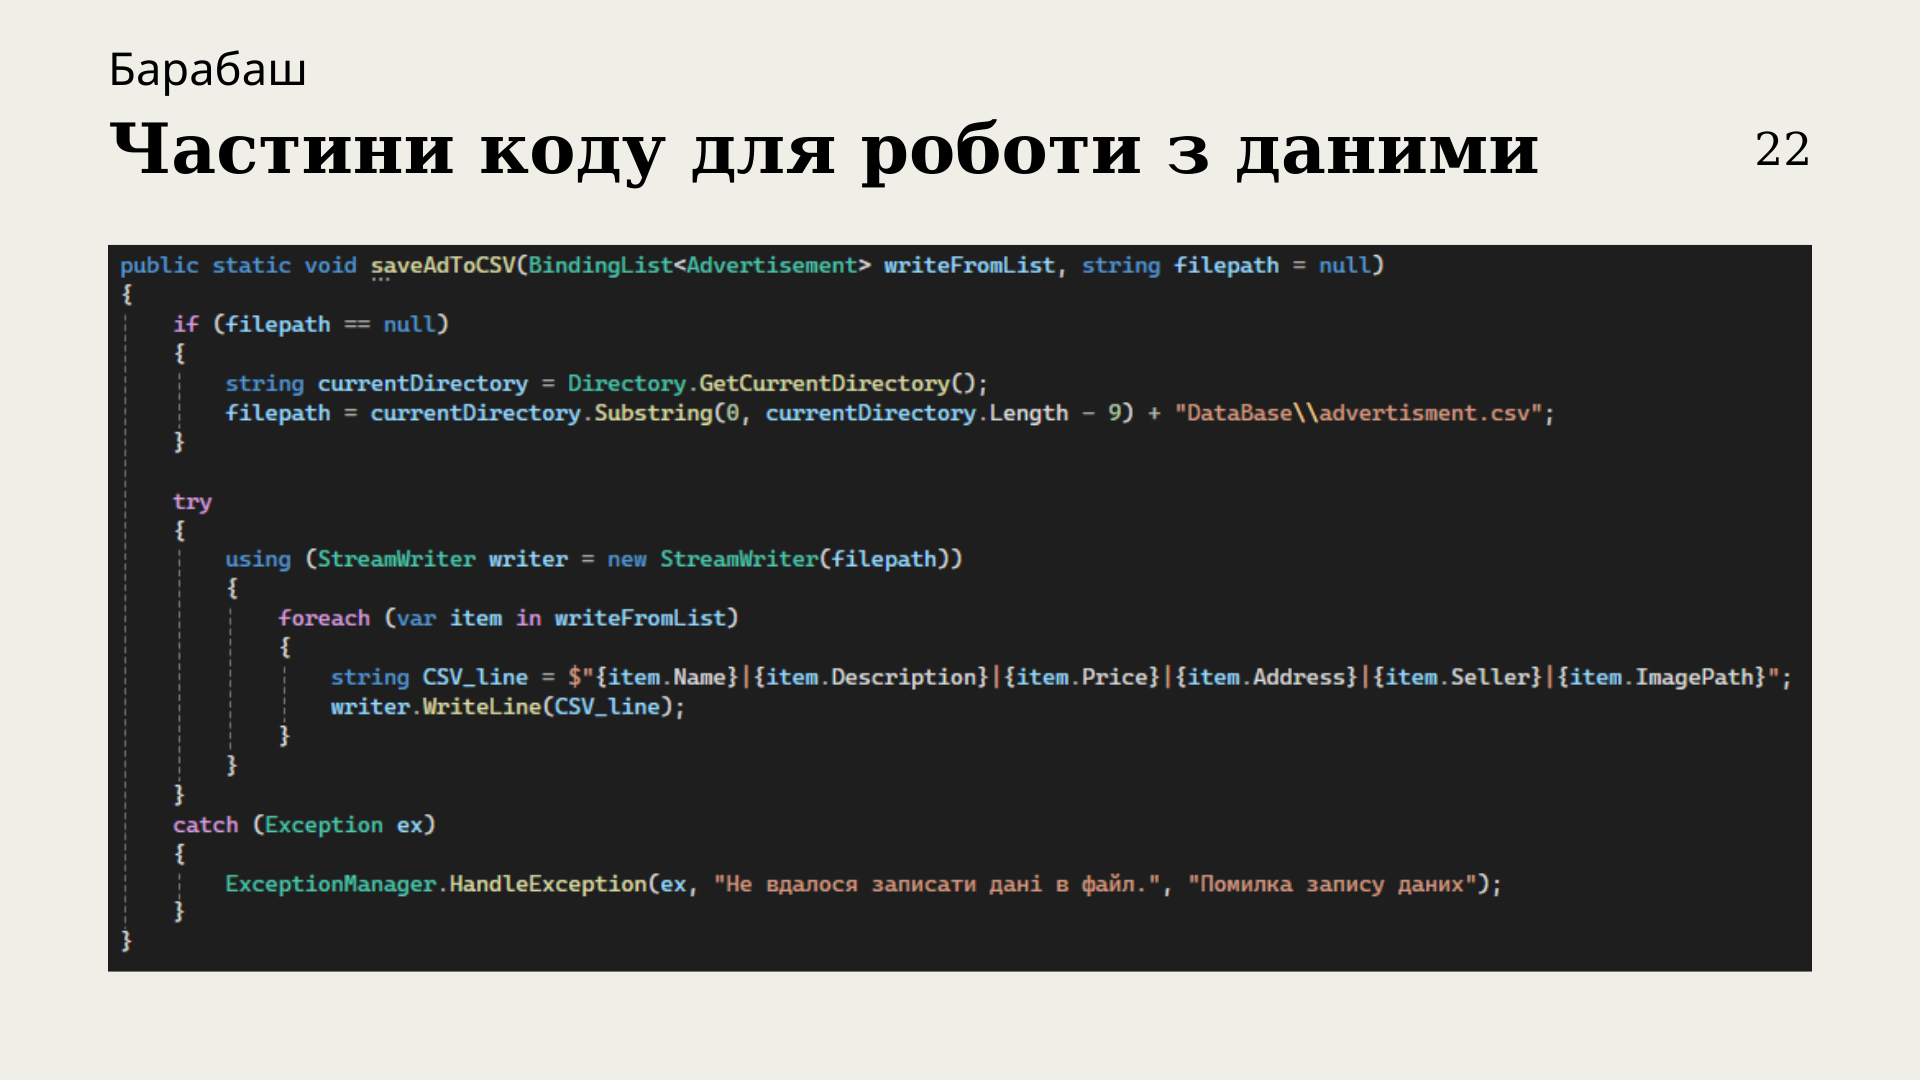 Барабаш
Частини коду для роботи з даними
22
public static void saveAdToCSV(BindingList<Advertisement> writeFromList, string filepath = null)
{
if (filepath == null)
{
string currentDirectory = Directory.GetCurrentDirectory();
filepath = currentDirectory.Substring(0, currentDirectory.Length - 9) + "DataBase\\advertisment.csv";
}
try
{
using (StreamWriter writer = new StreamWriter(filepath))
{
foreach (var item in writeFromList)
{
string CSV_line = $"{item.Name}|{item.Description}|{item.Price}|{item.Address}|{item.Seller}|{item.ImagePath}";
writer.WriteLine(CSV_line);
}
}
}
catch (Exception ex)
{
ExceptionManager.HandleException(ex, "Не вдалося записати дані в файл.", "Помилка запису даних");
}
}